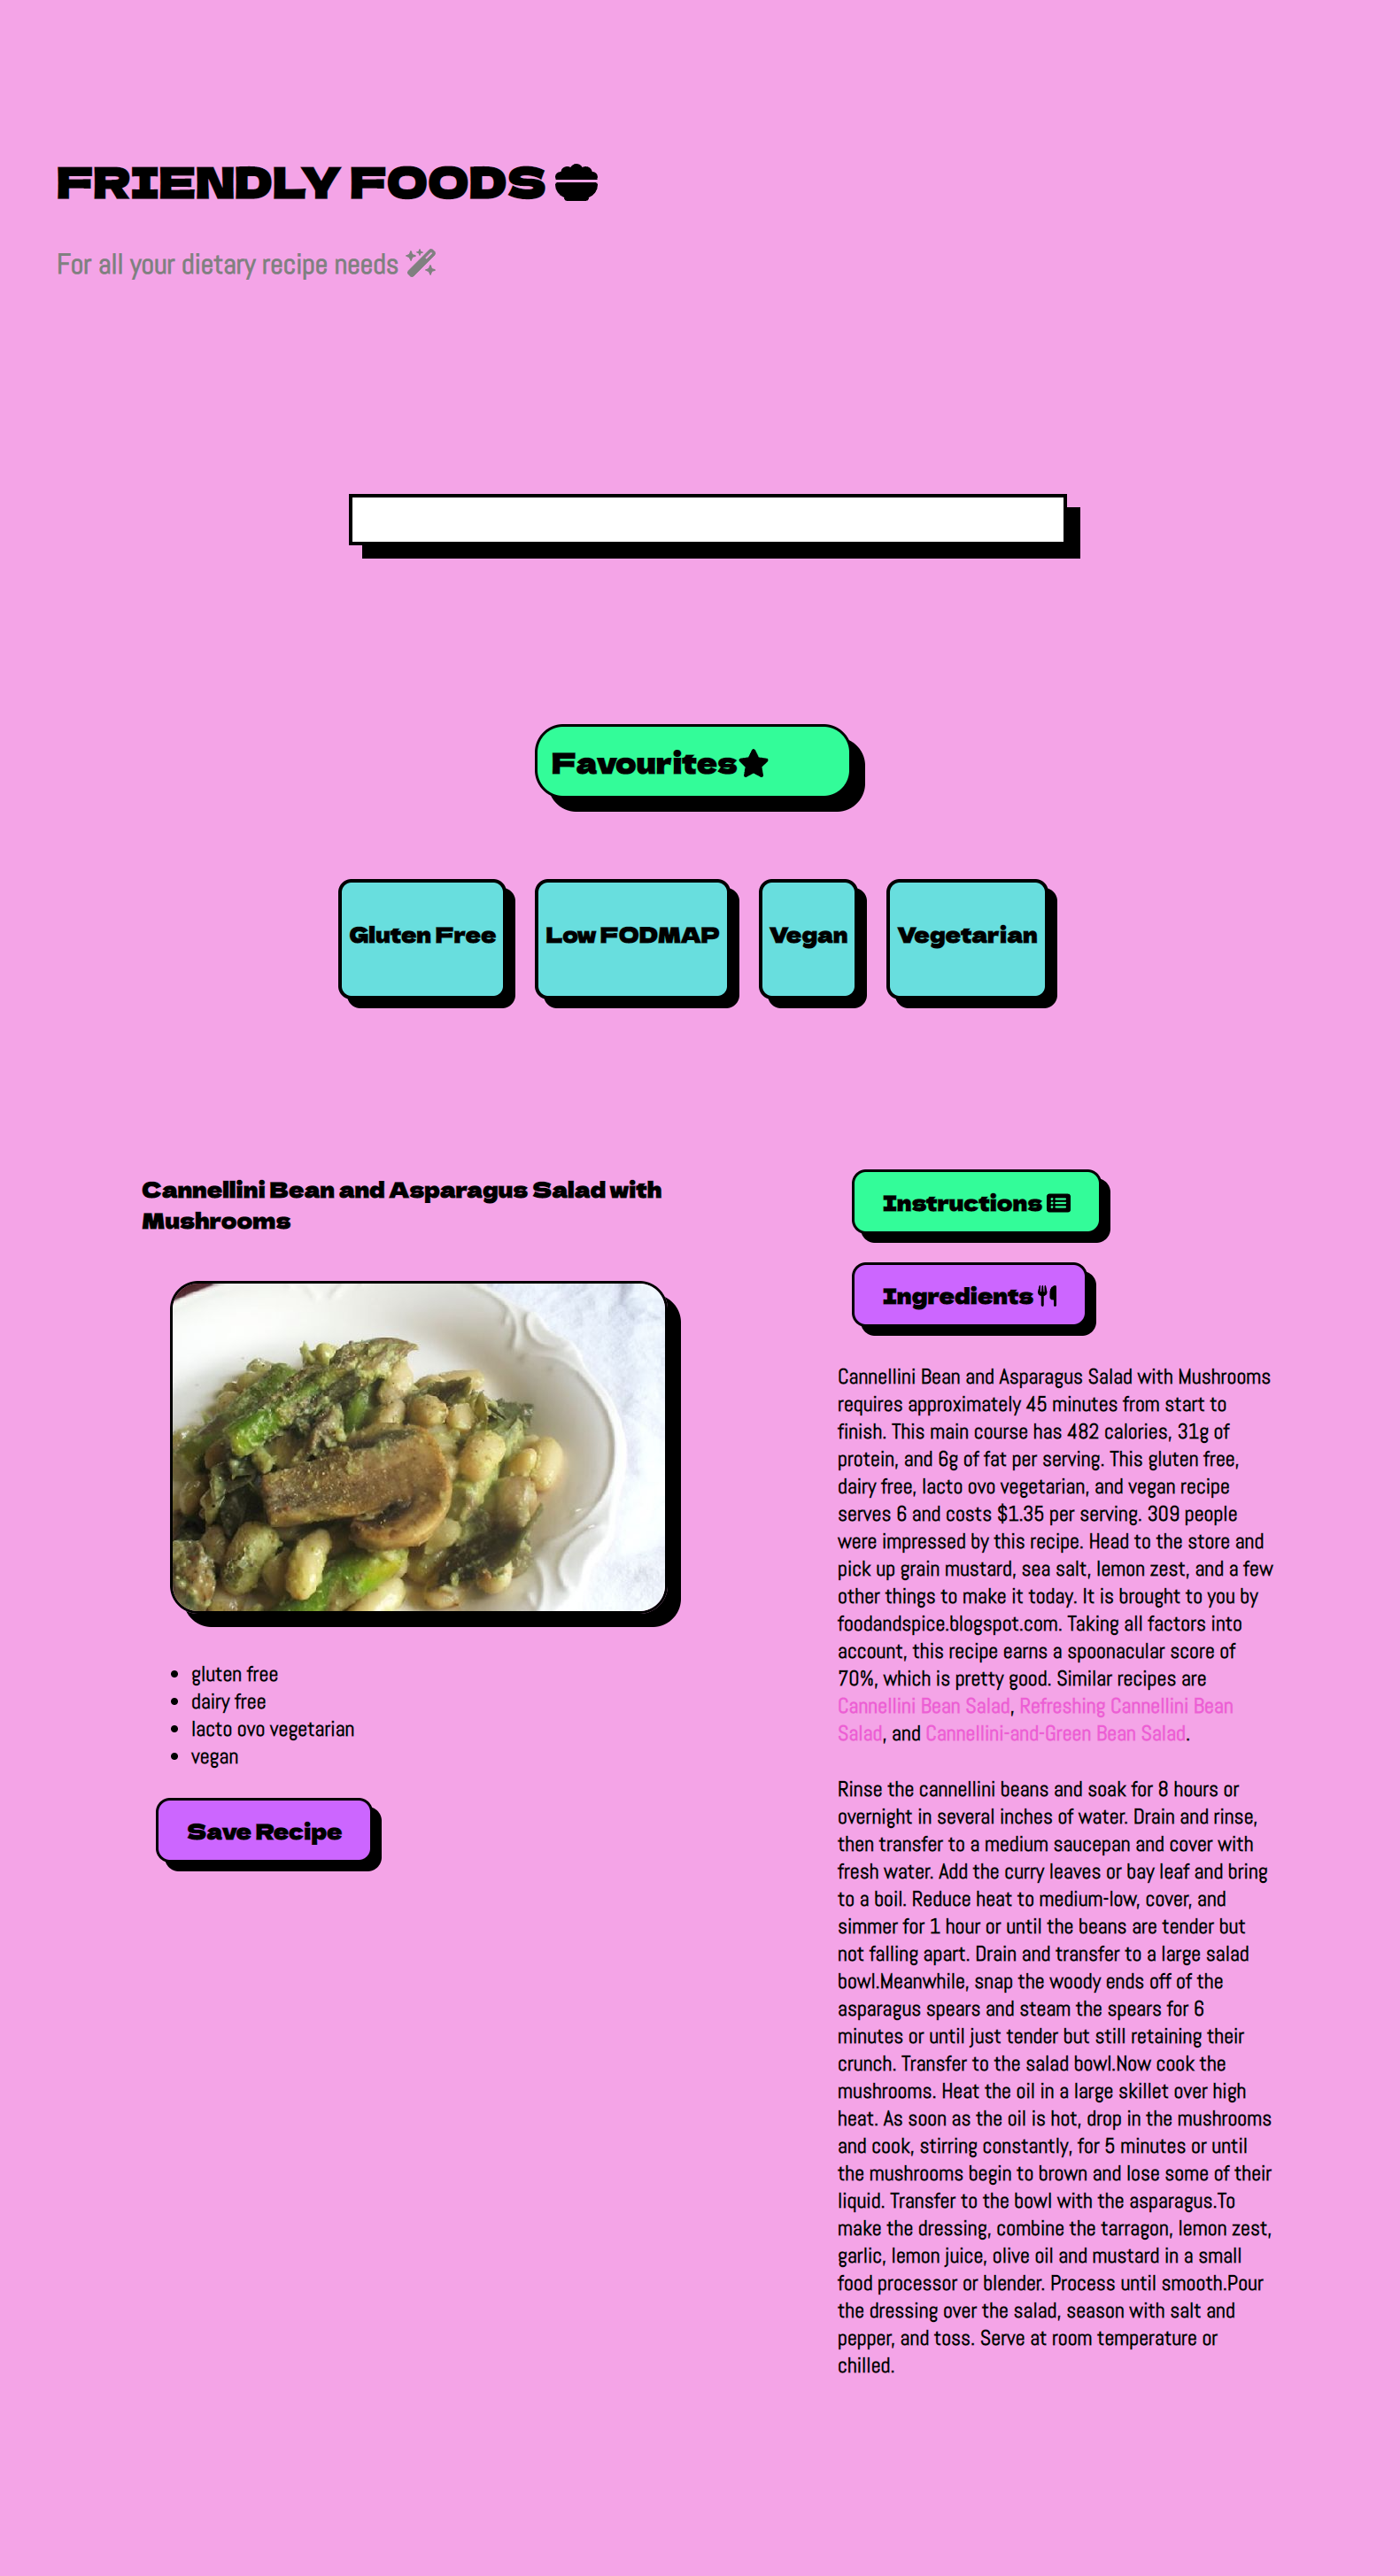 FRIENDLY FOODS
For all your dietary recipe needs
Favourites
Gluten Free
Low FODMAP
Vegan
Vegetarian
Cannellini Bean and Asparagus Salad with
Mushrooms
gluten free
dairy free
lacto ovo vegetarian
vegan
Save Recipe
Instructions
Ingredients
Cannellini Bean and Asparagus Salad with Mushrooms
requires approximately 45 minutes from start to
finish. This main course has 482 calories, 31g of
protein, and 6g of fat per serving. This gluten free,
dairy free, lacto ovo vegetarian, and vegan recipe
serves 6 and costs $1.35 per serving. 309 people
were impressed by this recipe. Head to the store and
pick up grain mustard, sea salt, lemon zest, and a few
other things to make it today. It is brought to you by
foodandspice.blogspot.com. Taking all factors into
account, this recipe earns a spoonacular score of
70%, which is pretty good. Similar recipes are
Cannellini Bean Salad, Refreshing Cannellini Bean
Salad, and Cannellini-and-Green Bean Salad.
Rinse the cannellini beans and soak for 8 hours or
overnight in several inches of water. Drain and rinse,
then transfer to a medium saucepan and cover with
fresh water. Add the curry leaves or bay leaf and bring
to a boil. Reduce heat to medium-low, cover, and
simmer for 1 hour or until the beans are tender but
not falling apart. Drain and transfer to a large salad
bowl.Meanwhile, snap the woody ends off of the
asparagus spears and steam the spears for 6
minutes or until just tender but still retaining their
crunch. Transfer to the salad bowl.Now cook the
mushrooms. Heat the oil in a large skillet over high
heat. As soon as the oil is hot, drop in the mushrooms
and cook, stirring constantly, for 5 minutes or until
the mushrooms begin to brown and lose some of their
liquid. Transfer to the bowl with the asparagus.To
make the dressing, combine the tarragon, lemon zest,
garlic, lemon juice, olive oil and mustard in a small
food processor or blender. Process until smooth.Pour
the dressing over the salad, season with salt and
pepper, and toss. Serve at room temperature or
chilled.